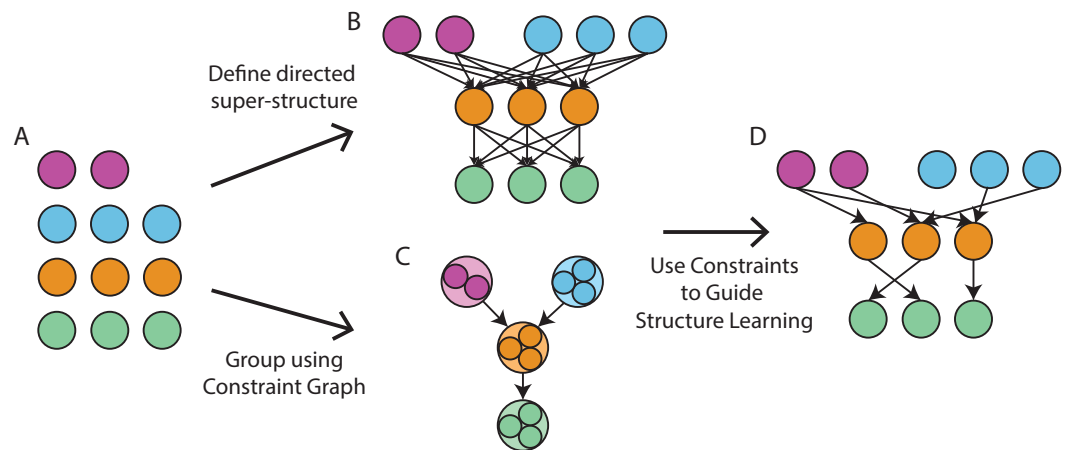 A
Define directed
super-structure
B
Group using
Constraint Graph
C
Use Constraints
to Guide
Structure Learning
D